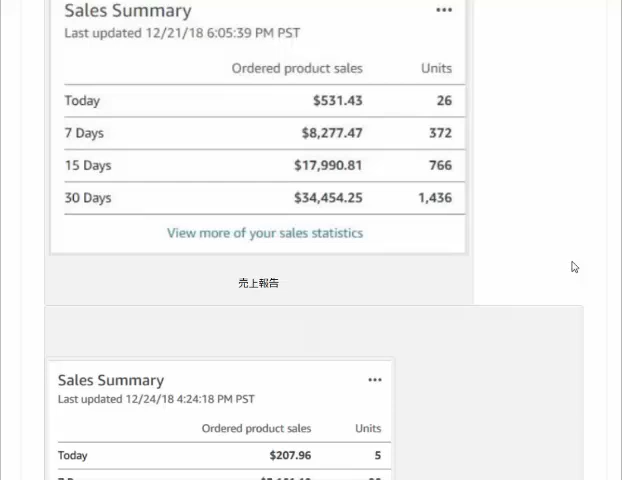 Sales Summary
Last updated 12/21/18 6:05:39 PM PST
Ordered product sales Units
Today $531.43 26
7 Days $8,277.47 372
15 Days $17,990.81 766
30 Days $34,454.25 1,436
View more of your sales statistics
売上報告
Sales Summary
Last updated 12/24/18 4:24:18 PM PST
Ordered product sales Units
Today $207.96 5